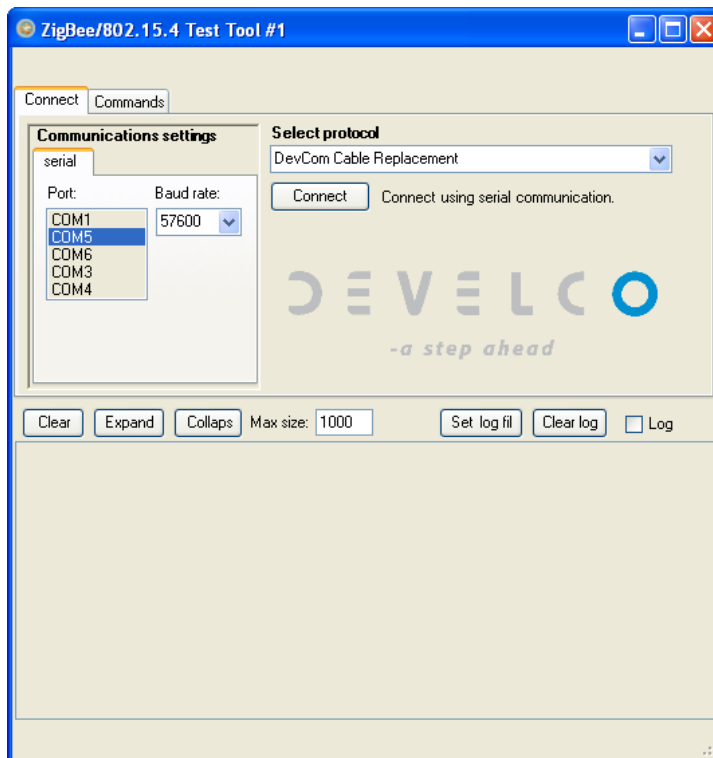 ZigBee/802.15.4 Test Tool #1
Connect Commands
Communications settings
serial
Port: Baud rate:
COM1
COM5
COM6
COM3
COM4
57600
Select protocol
DevCom Cable Replacement
Connect Connect using serial communication.
DEVELCO
-a step ahead
Clear Expand Collaps Max size: 1000 Set log fil Clear log Log